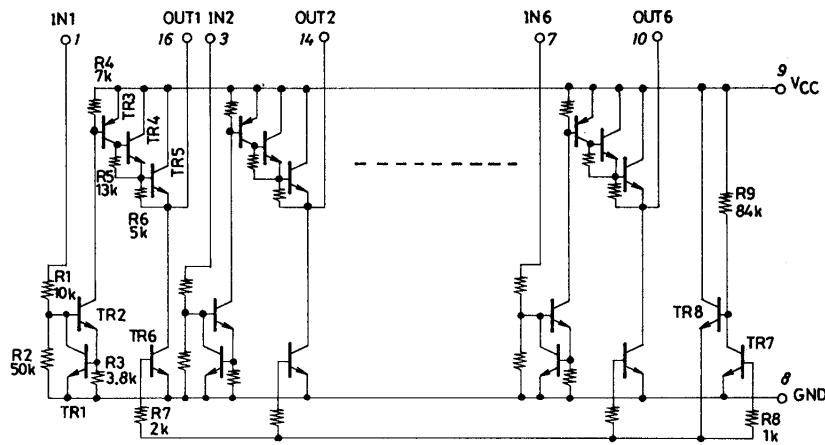 IN1 OUT1 IN2 OUT2 IN6 OUT6
1 16 3 14 7 10
R4
7k
TR3
TR4
TR5
9 VCC
R5
13k
R6
5k
R9
84k
R1
10k
TR2
TR6
TR8
TR7
R2
50k
R3
3.8k
TR1
R7
2k
8 GND
R8
1k